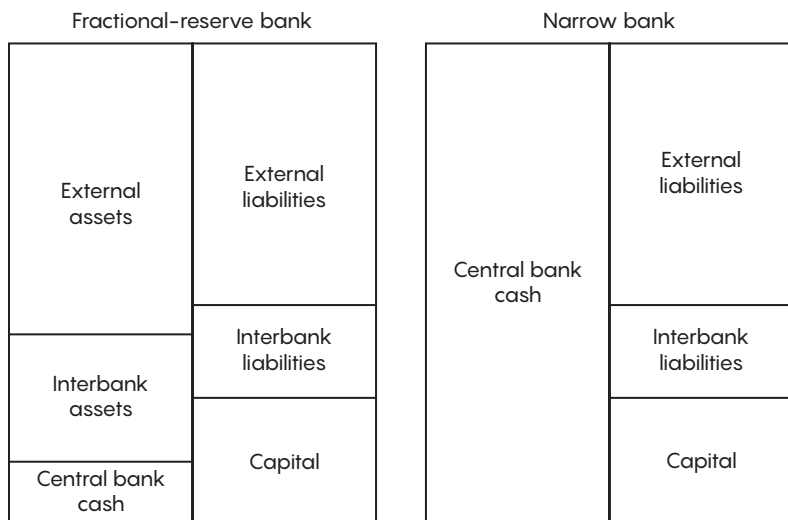 Fractional-reserve bank
External
assets
Interbank
assets
Central bank
cash
External
liabilities
Interbank
liabilities
Capital
Narrow bank
Central bank
cash
External
liabilities
Interbank
liabilities
Capital